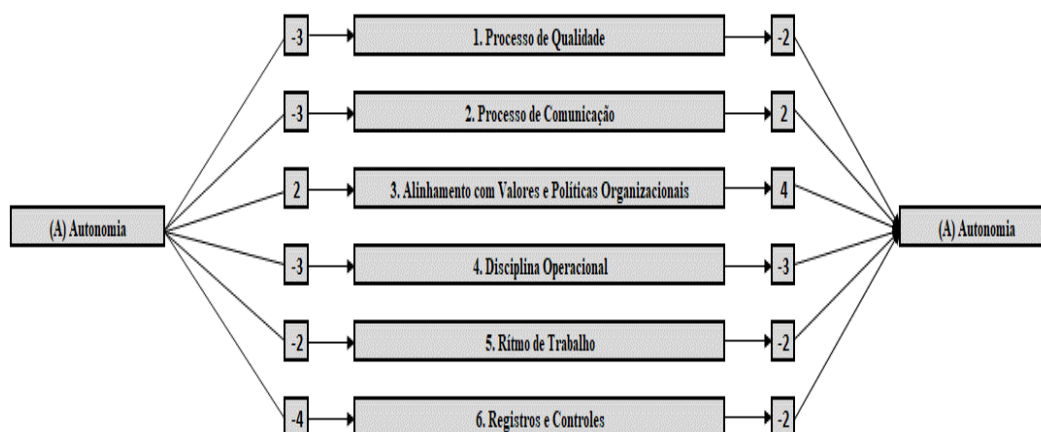 -3 1. Processo de Qualidade -2
-3 2. Processo de Comunicação 2
2 3. Alinhamento com Valores e Políticas Organizacionais 4
(A) Autonomia (A) Autonomia
-3 4. Disciplina Operacional -3
-2 5. Ritmo de Trabalho -2
-4 6. Registros e Controles -2